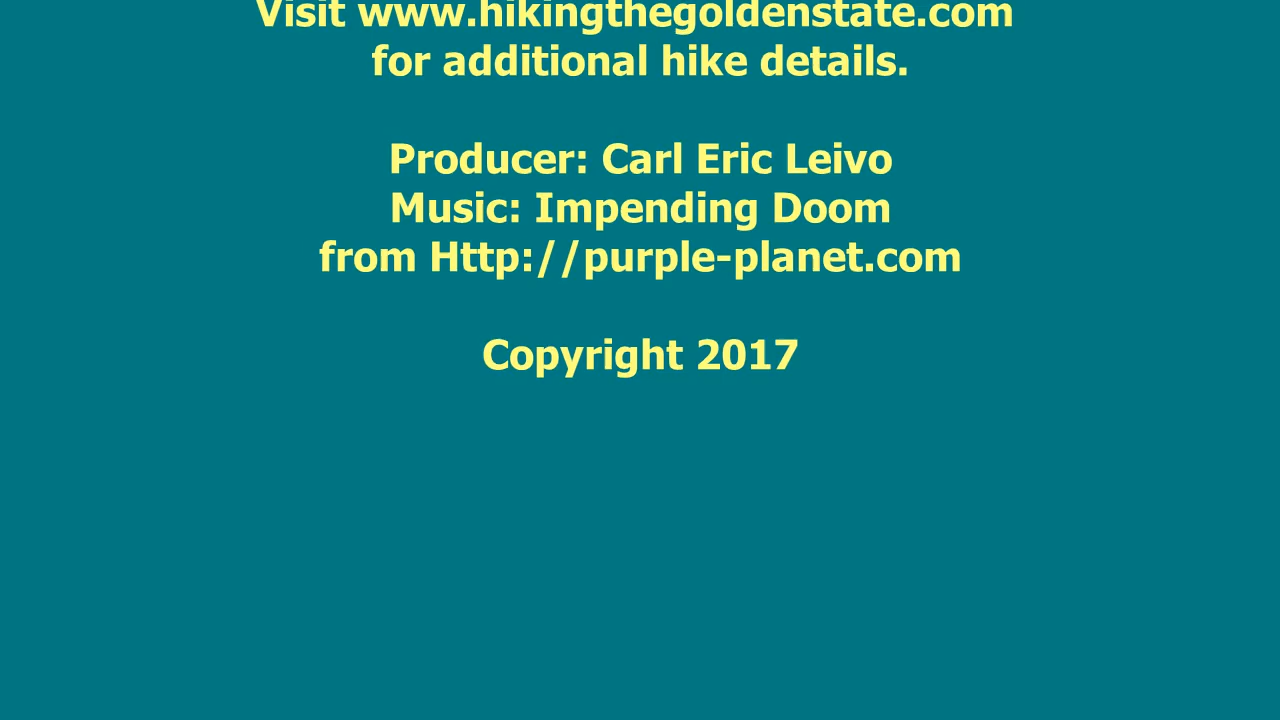 Visit www.hikingthegoldenstate.com
for additional hike details.
Producer: Carl Eric Leivo
Music: Impending Doom
from Http://purple-planet.com
Copyright 2017